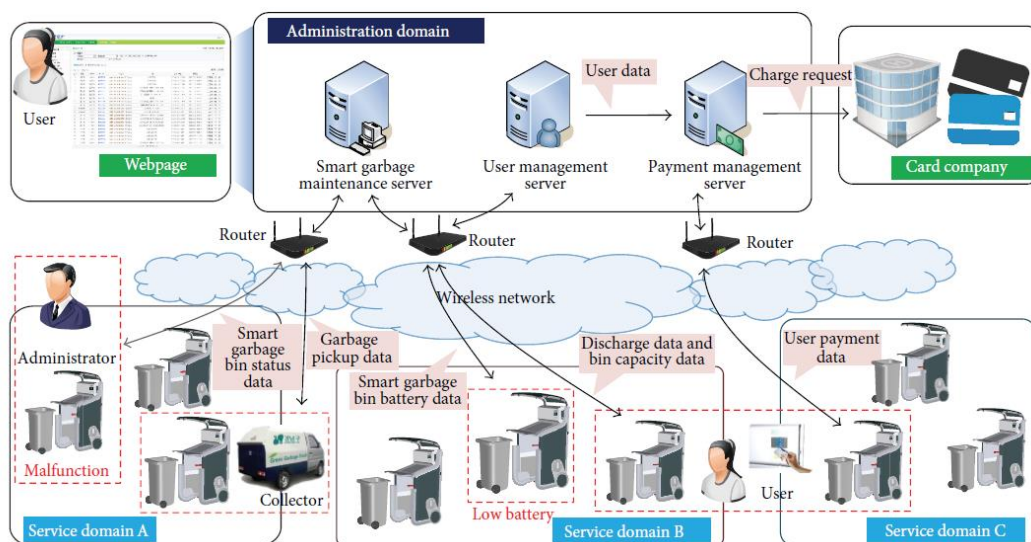 Administration domain
User
Webpage
User data
Charge request
Smart garbage
maintenance server
User management
server
Payment management
server
Card company
Router
Router
Router
Wireless network
Administrator
Smart
garbage
bin status
data
Garbage
pickup data
Smart garbage
bin battery data
Discharge data and
bin capacity data
User payment
data
Malfunction
Collector
Low battery
User
Service domain A
Service domain B
Service domain C